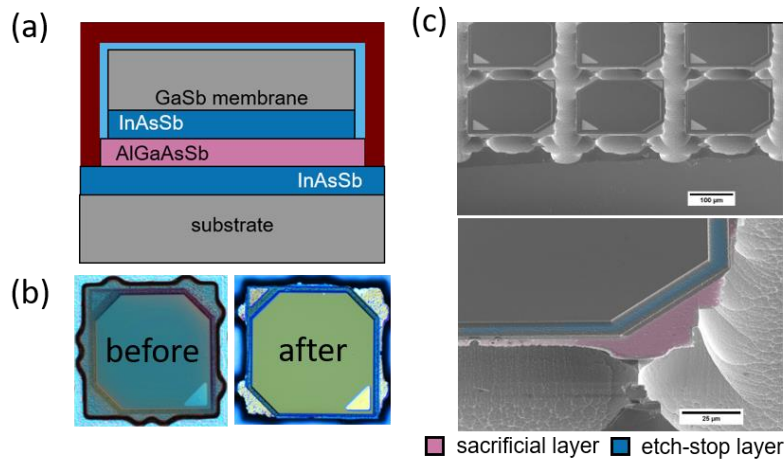 (a)
GaSb membrane
InAsSb
AlGaAsSb
InAsSb
substrate
(b)
before
after
(c)
100 µm
25 µm
sacrificial layer
etch-stop layer